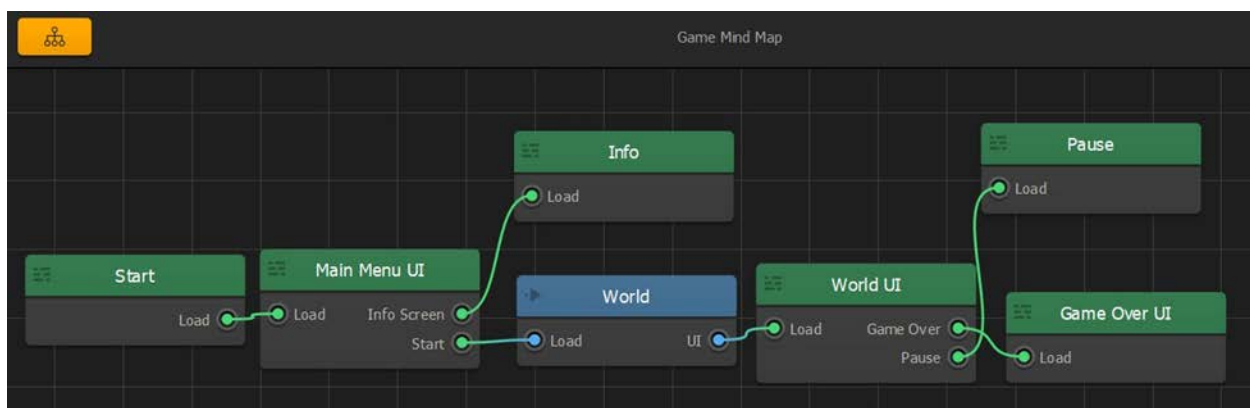 Game Mind Map
Start
Load
Main Menu UI
Load Info Screen
Start
Info
Load
World
Load UI
World UI
Load Game Over
Pause
Pause
Load
Game Over UI
Load